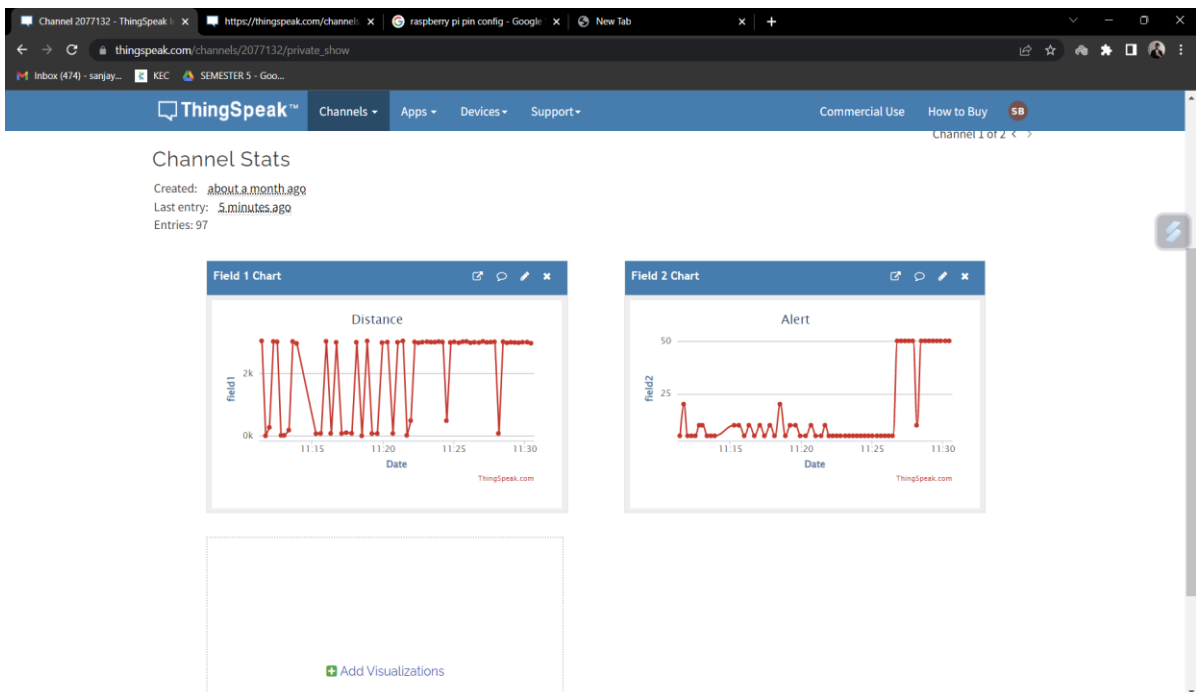 Channel 2077132 - ThingSpeak I
https://thingspeak.com/channels
raspberry pi pin config - Google
New Tab
thingspeak.com/channels/2077132/private_show
Inbox (474) - sanjay...
KEC
SEMESTER 5 - Goo...
ThingSpeak™
Channels
Apps
Devices
Support
Commercial Use
How to Buy
SB
Channel 1 of 2 < >
Channel Stats
Created: about a month ago
Last entry: 5 minutes ago
Entries: 97
Field 1 Chart
Distance
field1
2k
0k
11:15 11:20 11:25 11:30
Date
ThingSpeak.com
Field 2 Chart
Alert
field2
50
25
11:15 11:20 11:25 11:30
Date
ThingSpeak.com
Add Visualizations